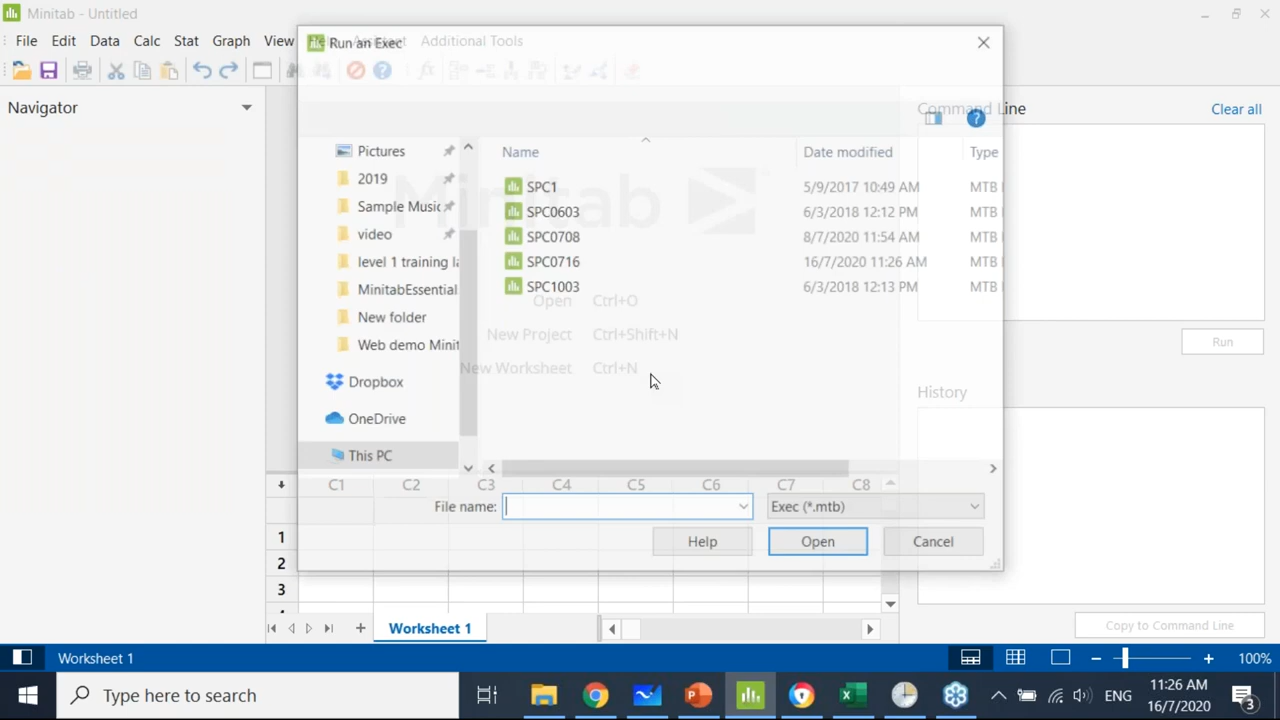 Minitab - Untitled
File Edit Data Calc Stat Graph View Help Assistant Additional Tools
Run an Exec
Navigator
Command Line
Clear all
Pictures
2019
Sample Music
video
level 1 training la
MinitabEssential
New folder
Web demo Minit
Dropbox
OneDrive
This PC
Name Date modified Type
SPC1 5/9/2017 10:49 AM MTB
SPC0603 6/3/2018 12:12 PM MTB
SPC0708 8/7/2020 11:54 AM MTB
SPC0716 16/7/2020 11:26 AM MTB
SPC1003 6/3/2018 12:13 PM MTB
Minitab
Open Ctrl+O
New Project Ctrl+Shift+N
New Worksheet Ctrl+N
Run
History
C1 C2 C3 C4 C5 C6 C7 C8
File name:
Exec (*.mtb)
Help Open Cancel
1
2
3
Worksheet 1
Copy to Command Line
Worksheet 1
100%
Type here to search
ENG
11:26 AM
16/7/2020
3